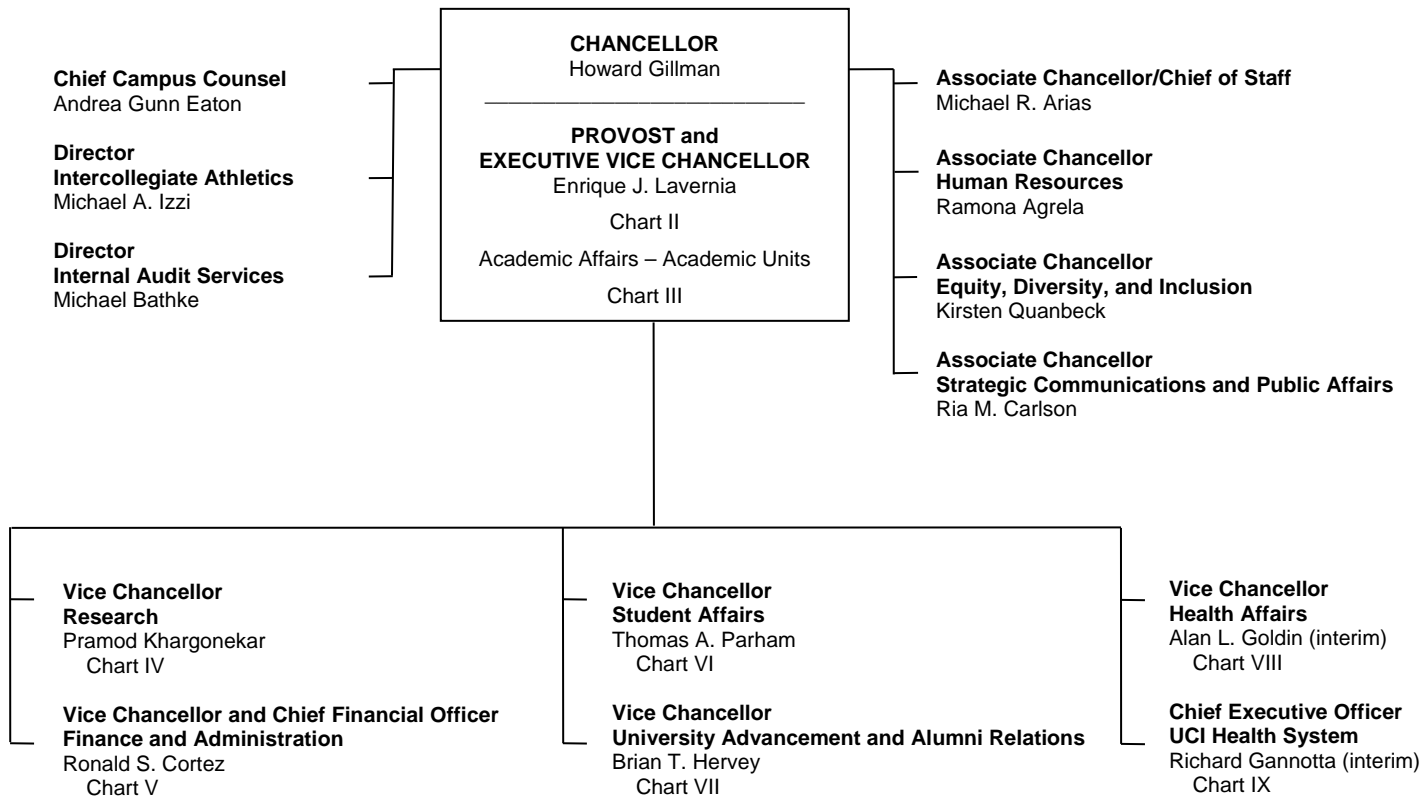 CHANCELLOR
Howard Gillman
PROVOST and
EXECUTIVE VICE CHANCELLOR
Enrique J. Lavernia
Chart II
Academic Affairs – Academic Units
Chart III
Chief Campus Counsel
Andrea Gunn Eaton
Director
Intercollegiate Athletics
Michael A. Izzi
Director
Internal Audit Services
Michael Bathke
Associate Chancellor/Chief of Staff
Michael R. Arias
Associate Chancellor
Human Resources
Ramona Agrela
Associate Chancellor
Equity, Diversity, and Inclusion
Kirsten Quanbeck
Associate Chancellor
Strategic Communications and Public Affairs
Ria M. Carlson
Vice Chancellor
Research
Pramod Khargonekar
Chart IV
Vice Chancellor and Chief Financial Officer
Finance and Administration
Ronald S. Cortez
Chart V
Vice Chancellor
Student Affairs
Thomas A. Parham
Chart VI
Vice Chancellor
University Advancement and Alumni Relations
Brian T. Hervey
Chart VII
Vice Chancellor
Health Affairs
Alan L. Goldin (interim)
Chart VIII
Chief Executive Officer
UCI Health System
Richard Gannotta (interim)
Chart IX